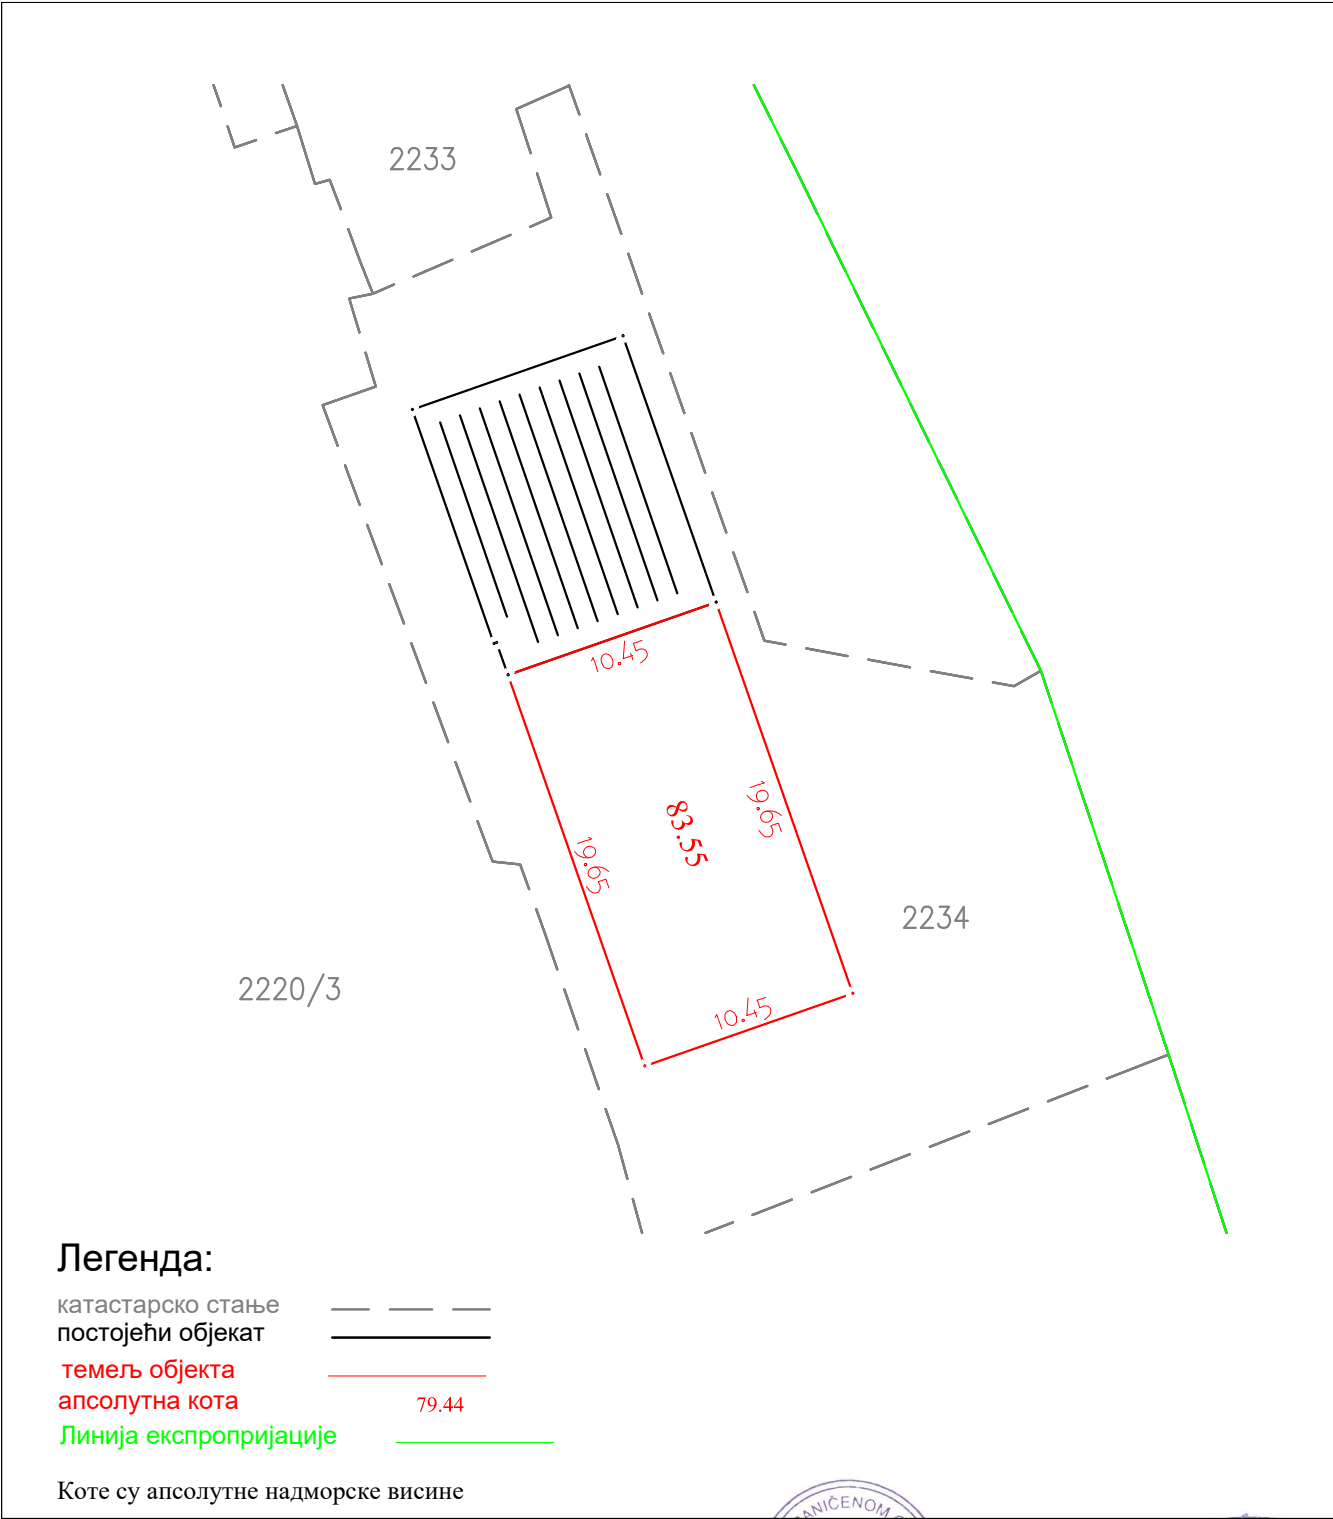 2233
10.45
19.65
83.55
19.65
2234
2220/3
10.45
Легенда:
катастарско стање
постојећи објекат
темељ објекта
апсолутна кота 79.44
Линија експропријације
Коте су апсолутне надморске висине